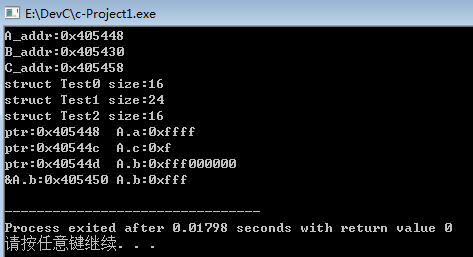 E:\DevC\c-Project1.exe
A_addr:0x405448
B_addr:0x405430
C_addr:0x405458
struct Test0 size:16
struct Test1 size:24
struct Test2 size:16
ptr:0x405448  A.a:0xffff
ptr:0x40544c  A.c:0xf
ptr:0x40544d  A.b:0xfff000000
&A.b:0x405450 A.b:0xfff
--------------------------------
Process exited after 0.01798 seconds with return value 0
请按任意键继续. . .